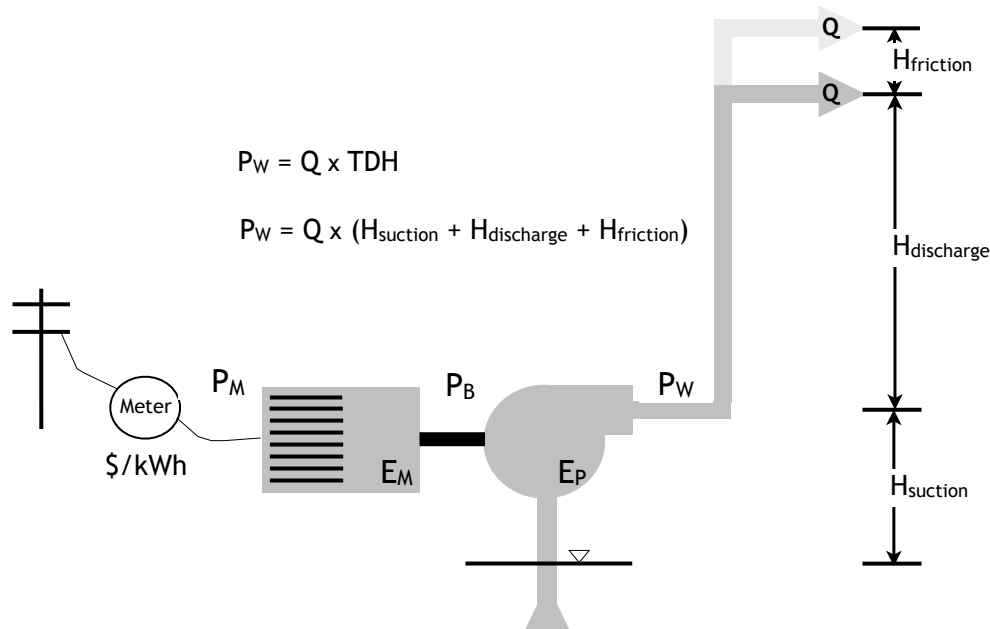 Q
Hfriction
Q
PW = Q x TDH
PW = Q x (Hsuction + Hdischarge + Hfriction)
Hdischarge
PM
PB
PW
Meter
$/kWh
EM
EP
Hsuction